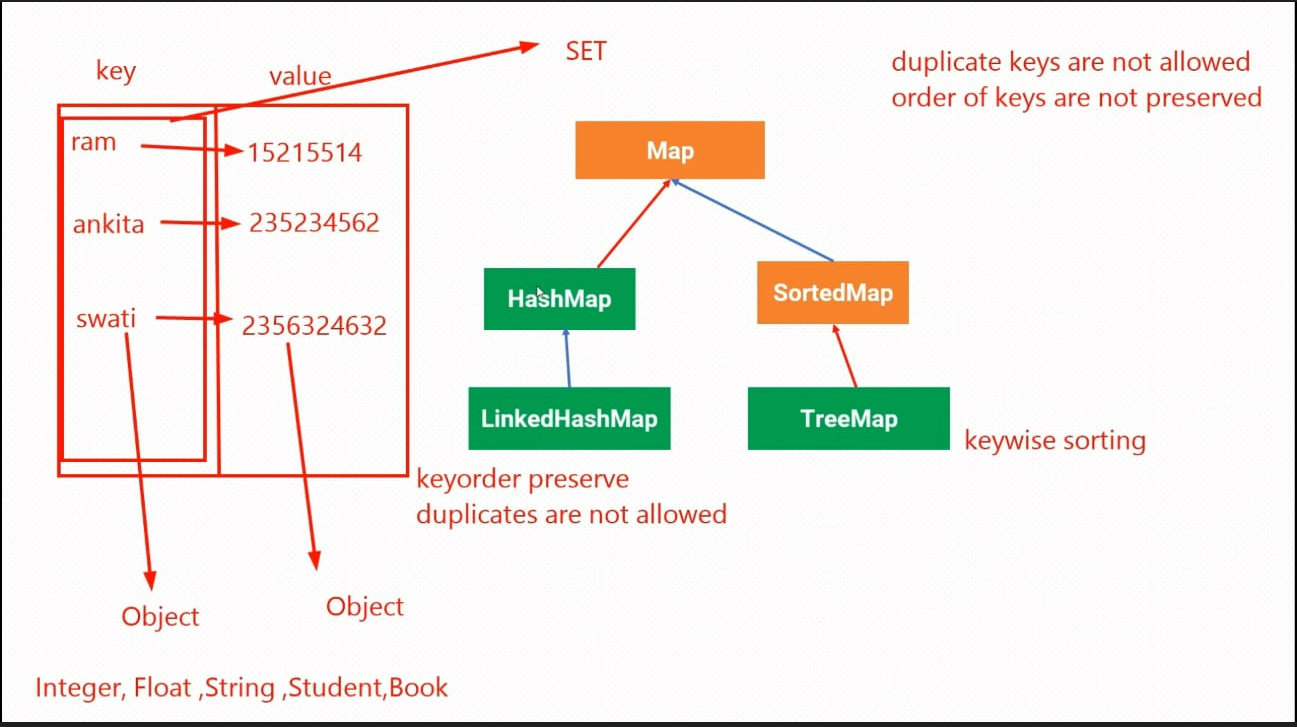 SET
key
value
duplicate keys are not allowed
order of keys are not preserved
ram
15215514
Map
ankita
235234562
swati
2356324632
HashMap
SortedMap
LinkedHashMap
TreeMap
keywise sorting
keyorder preserve
duplicates are not allowed
Object
Object
Integer, Float ,String ,Student,Book